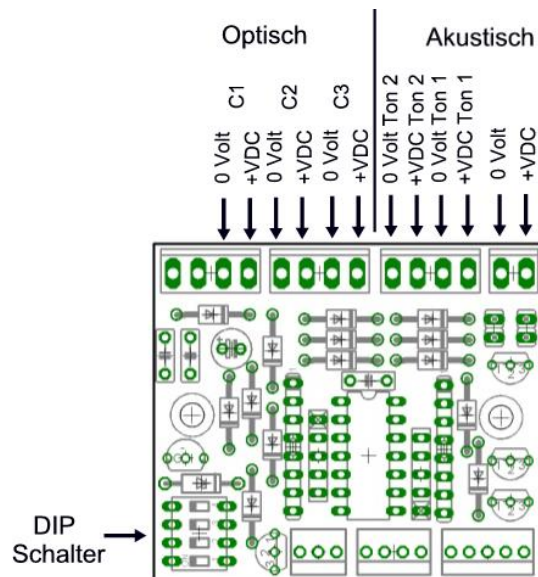 Optisch
Akustisch
C1
C2
C3
0 Volt
+VDC
0 Volt
+VDC
0 Volt
+VDC
0 Volt Ton 2
+VDC Ton 2
0 Volt Ton 1
+VDC Ton 1
0 Volt
+VDC
DIP
Schalter